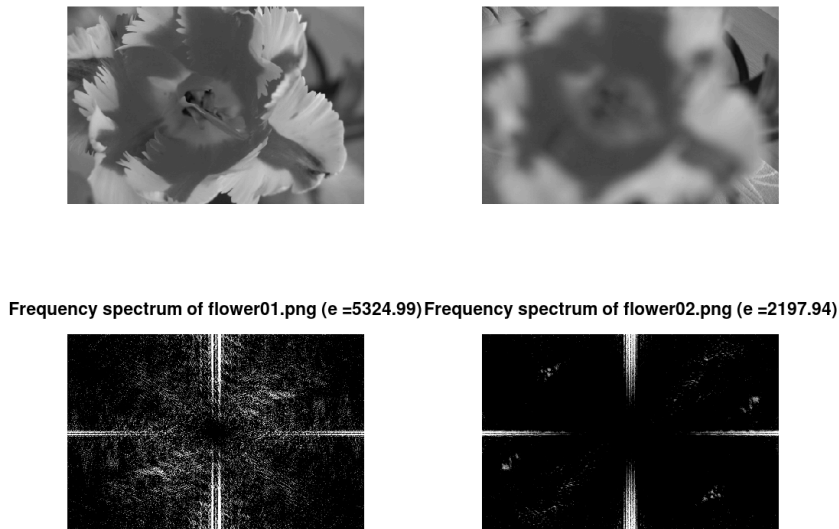 Frequency spectrum of flower01.png (e =5324.99)
Frequency spectrum of flower02.png (e =2197.94)